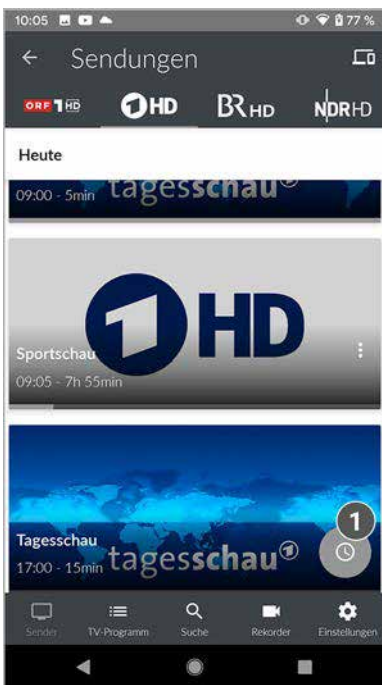 10:05
77 %
Sendungen
ORF 1 HD
1 HD
BR HD
NDR HD
Heute
tagesschau
09:00 - 5min
1 HD
Sportschau
09:05 - 7h 55min
1
Tagesschau
tagesschau
17:00 - 15min
Sender
TV-Programm
Suche
Rekorder
Einstellungen